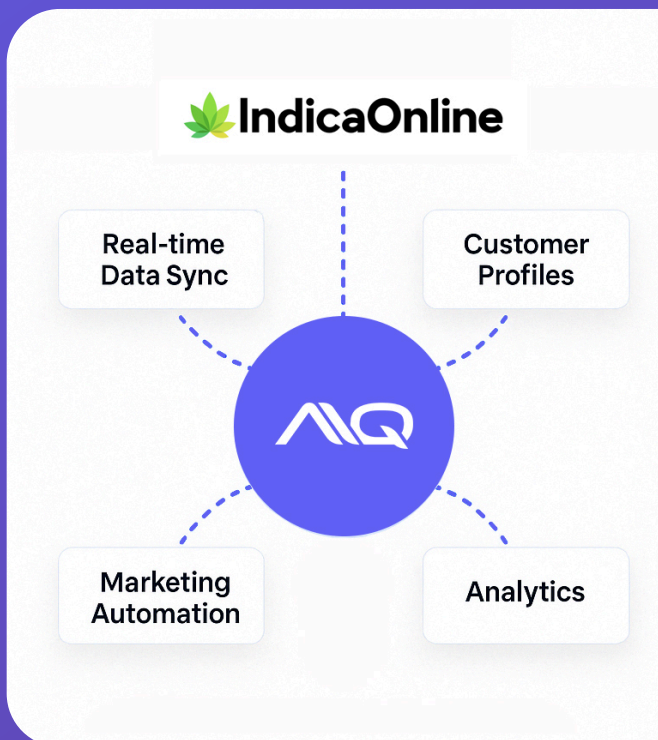 IndicaOnline
Real-time
Data Sync
Customer
Profiles
AIQ
Marketing
Automation
Analytics